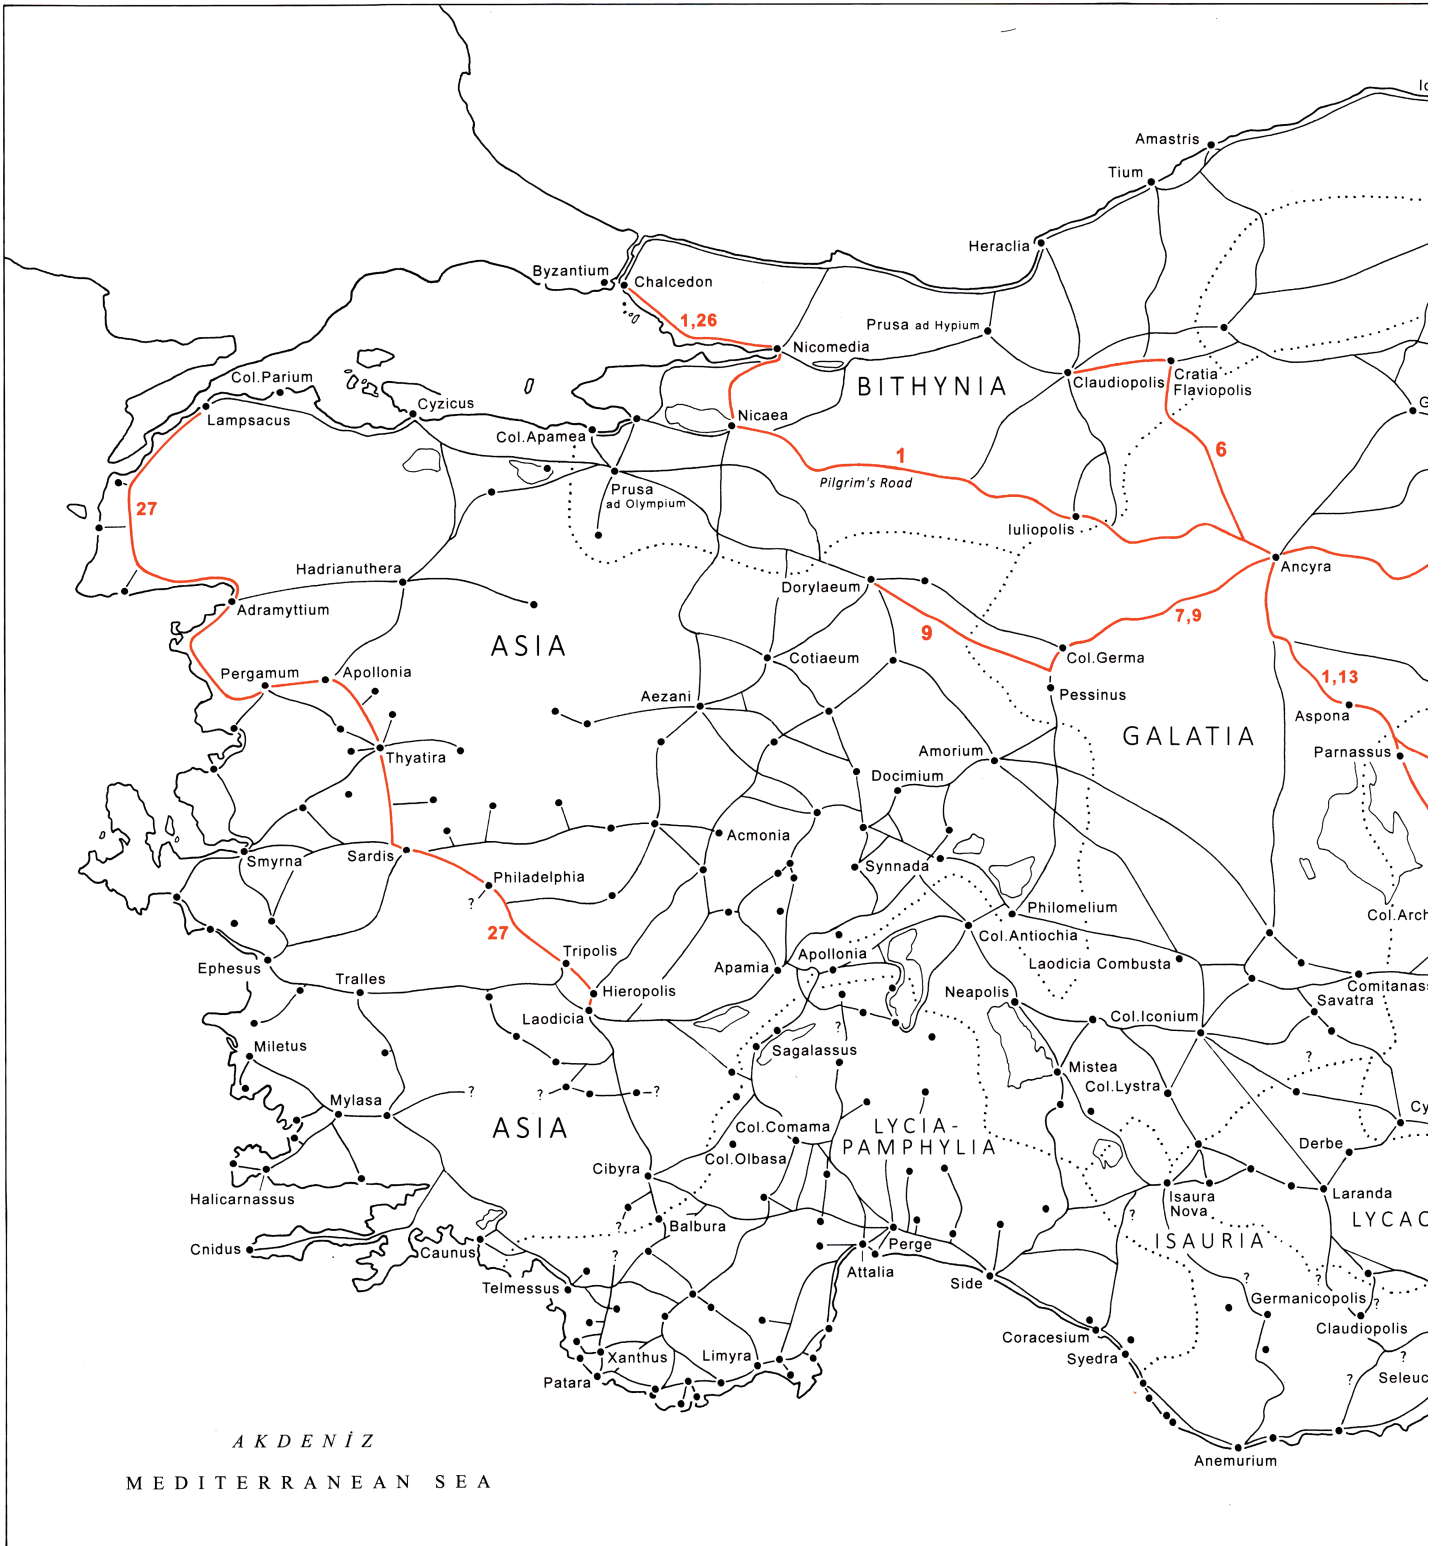 Io
Amastris
Tium
Heraclia
Byzantium
Chalcedon
1,26
Prusa ad Hypium
Nicomedia
BITHYNIA
Claudiopolis
Cratia
Flaviopolis
Col.Parium
Lampsacus
Cyzicus
Nicaea
Col.Apamea
G
6
1
Pilgrim's Road
Prusa
ad Olympium
27
Iuliopolis
Ancyra
Hadrianuthera
Adramyttium
Dorylaeum
7,9
9
ASIA
Cotiaeum
Col.Germa
Pergamum
Apollonia
Aezani
Pessinus
1,13
Aspona
GALATIA
Thyatira
Amorium
Parnassus
Docimium
Acmonia
Smyrna
Sardis
Synnada
Philadelphia
?
27
Philomelium
Col.Arch
Col.Antiochia
Tripolis
Apollonia
Ephesus
Apamia
Laodicia Combusta
Tralles
Hieropolis
Neapolis
Comitanass
Savatra
Laodicia
Col.Iconium
?
Miletus
Sagalassus
?
Mistea
Col.Lystra
?
?
?
Mylasa
Cy
ASIA
Col.Comama
LYCIA-
PAMPHYLIA
Derbe
Col.Olbasa
Cibyra
Halicarnassus
Isaura
Nova
Laranda
?
LYCAO
?
Balbura
Cnidus
Caunus
?
Perge
ISAURIA
Attalia
Telmessus
Side
?
?
Germanicopolis
?
Coracesium
Claudiopolis
Syedra
?
Xanthus
Limyra
Patara
?
Seleuc
AKDENİZ
MEDITERRANEAN SEA
Anemurium